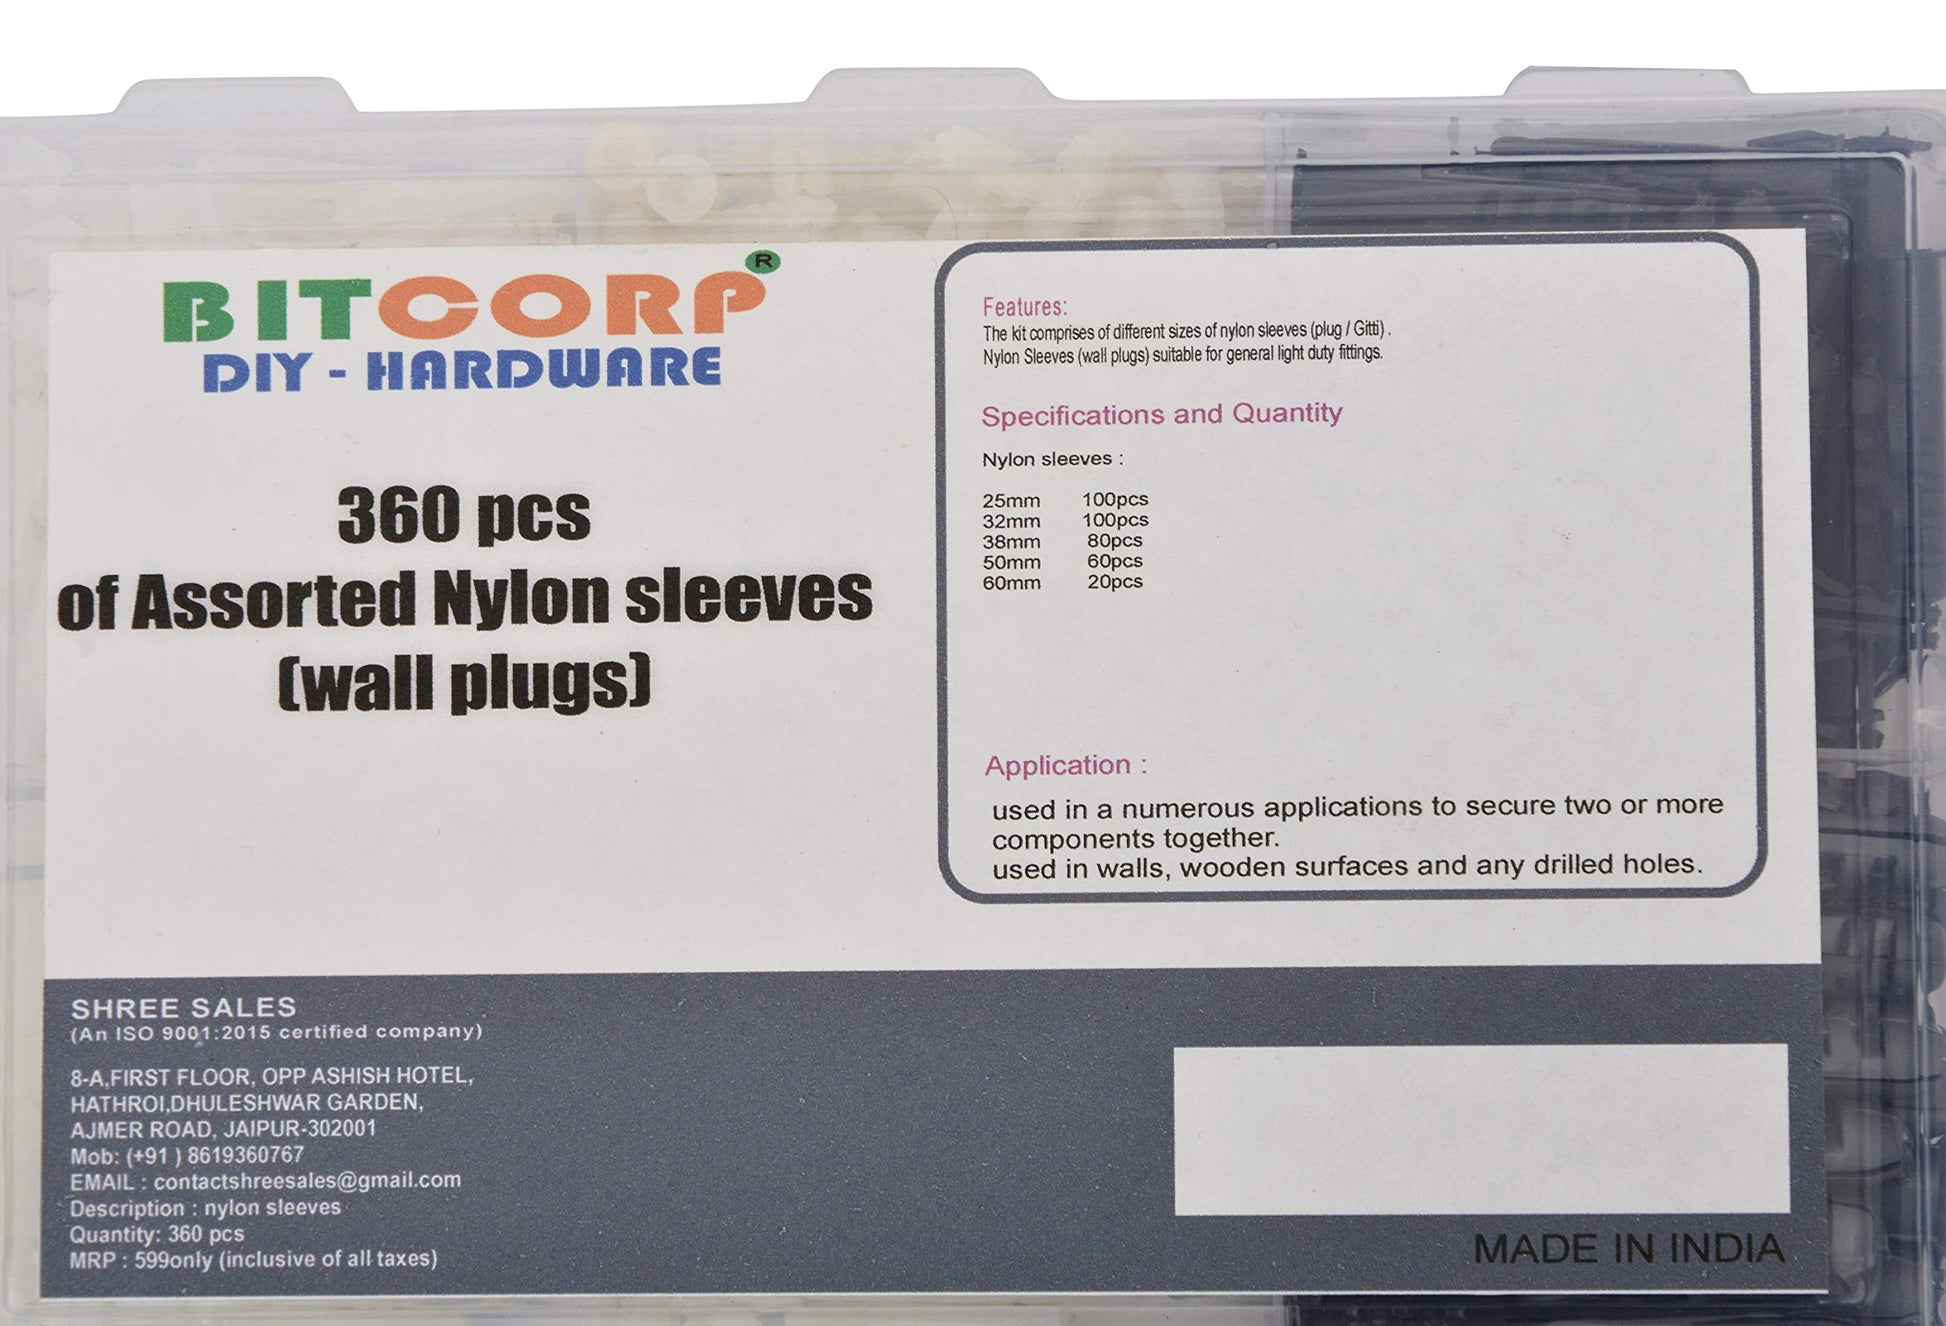 BITCORP ®
DIY - HARDWARE
360 pcs
of Assorted Nylon sleeves
(wall plugs)
Features:
The kit comprises of different sizes of nylon sleeves (plug / Gitti) .
Nylon Sleeves (wall plugs) suitable for general light duty fittings.
Specifications and Quantity
Nylon sleeves :
25mm 100pcs
32mm 100pcs
38mm 80pcs
50mm 60pcs
60mm 20pcs
Application :
used in a numerous applications to secure two or more
components together.
used in walls, wooden surfaces and any drilled holes.
SHREE SALES
(An ISO 9001:2015 certified company)
8-A,FIRST FLOOR, OPP ASHISH HOTEL,
HATHROI,DHULESHWAR GARDEN,
AJMER ROAD, JAIPUR-302001
Mob: (+91 ) 8619360767
EMAIL : contactshreesales@gmail.com
Description : nylon sleeves
Quantity: 360 pcs
MRP : 599only (inclusive of all taxes)
MADE IN INDIA